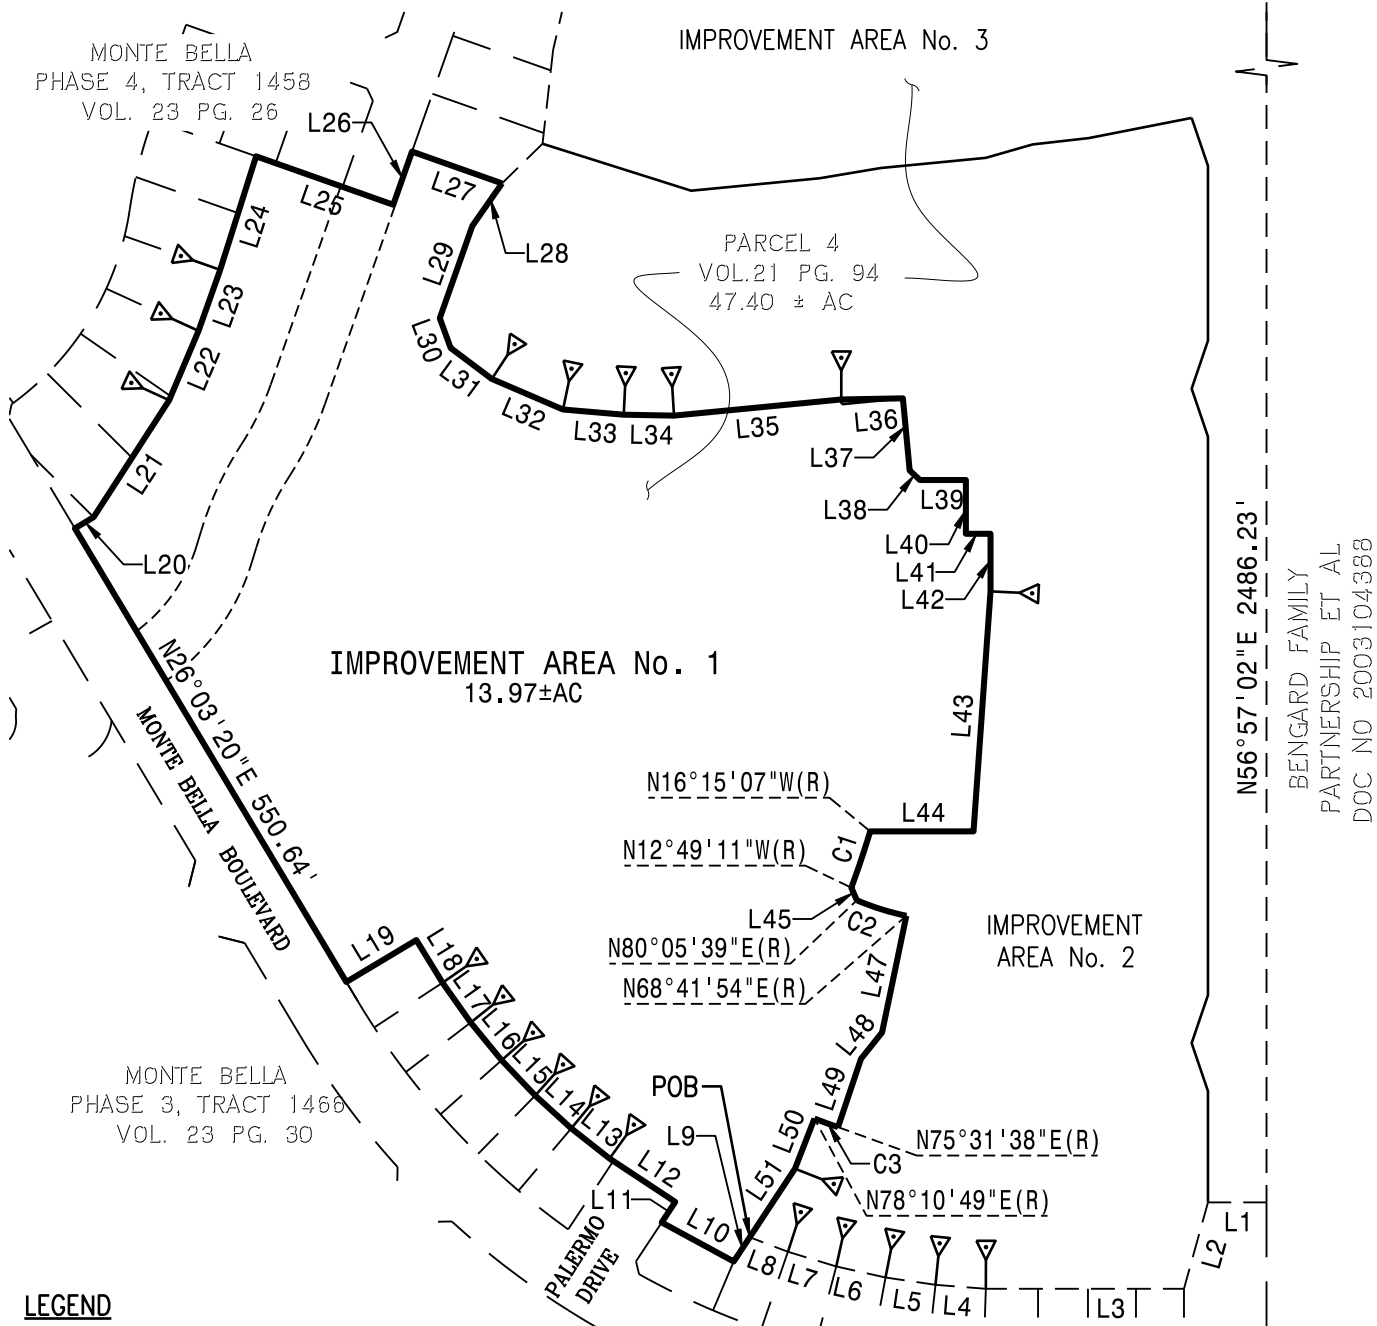 IMPROVEMENT AREA No. 3
MONTE BELLA
PHASE 4, TRACT 1458
VOL. 23 PG. 26
L26
L27
L25
L24
L28
L29
PARCEL 4
VOL.21 PG. 94
47.40 ± AC
L23
L22
L30
L31
L32
L33
L34
L35
L36
L37
L38
L39
L40
L41
L42
L21
L20
N56°57'02"E 2486.23'
BENGARD FAMILY
PARTNERSHIP ET AL
DOC NO 2003104388
IMPROVEMENT AREA No. 1
13.97±AC
N26°03'20"E 550.64'
MONTE BELLA BOULEVARD
L43
N16°15'07"W(R)
L44
C1
N12°49'11"W(R)
L45
C2
N80°05'39"E(R)
N68°41'54"E(R)
IMPROVEMENT
AREA No. 2
L47
L48
L49
L50
L51
L19
L18
L17
L16
L15
L14
L13
L12
L11
L10
POB
L9
MONTE BELLA
PHASE 3, TRACT 1466
VOL. 23 PG. 30
N75°31'38"E(R)
C3
N78°10'49"E(R)
PALERMO
DRIVE
L8
L7
L6
L5
L4
L3
L2
L1
LEGEND